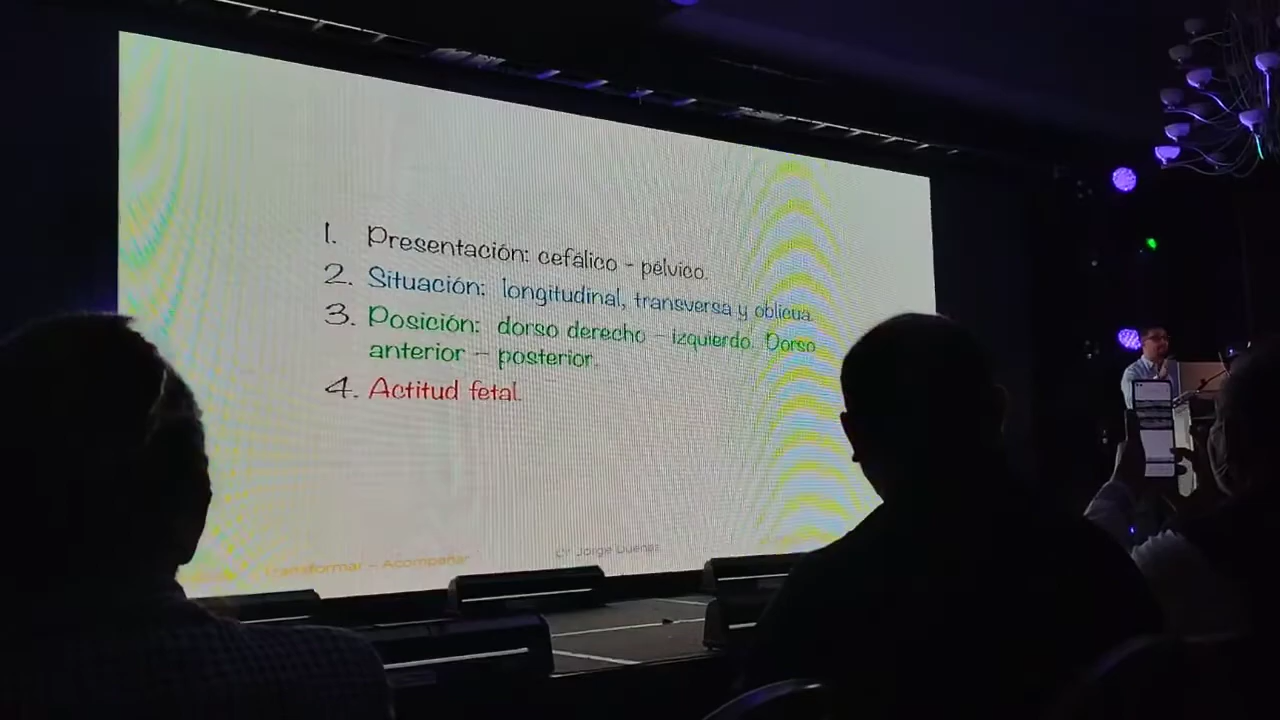 1. Presentación: cefálico - pélvico.
2. Situación: longitudinal, transversa y oblicua.
3. Posición: dorso derecho – izquierdo. Dorso
anterior – posterior.
4. Actitud fetal.
Transformar – Acompañar
Dr Jorge Dueñas